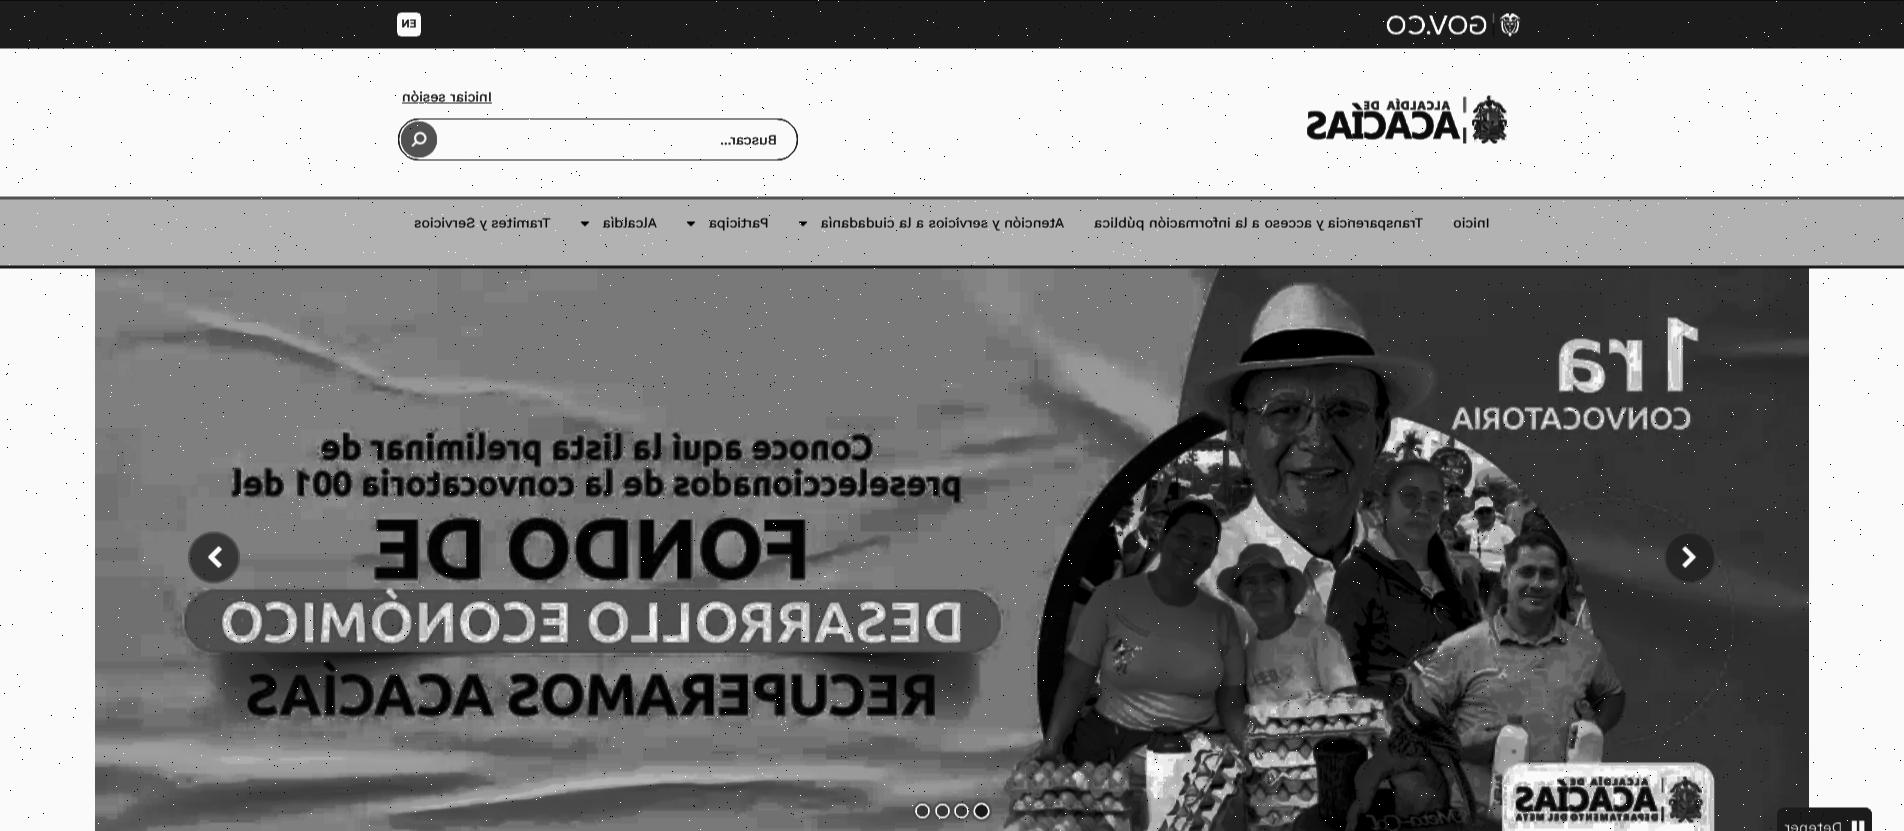 GOV.CO
EN
ALCALDÍA DE
ACACÍAS
Iniciar sesión
Buscar...
Inicio
Transparencia y acceso a la información pública
Atención y servicios a la ciudadanía
Participa
Alcaldía
Tramites y Servicios
1ra
CONVOCATORIA
Conoce aquí la lista preliminar de
preseleccionados de la convocatoria 001 del
FONDO DE
DESARROLLO ECONÓMICO
RECUPERAMOS ACACÍAS
ALCALDÍA DE
ACACÍAS
DEPARTAMENTO DEL META
Detener